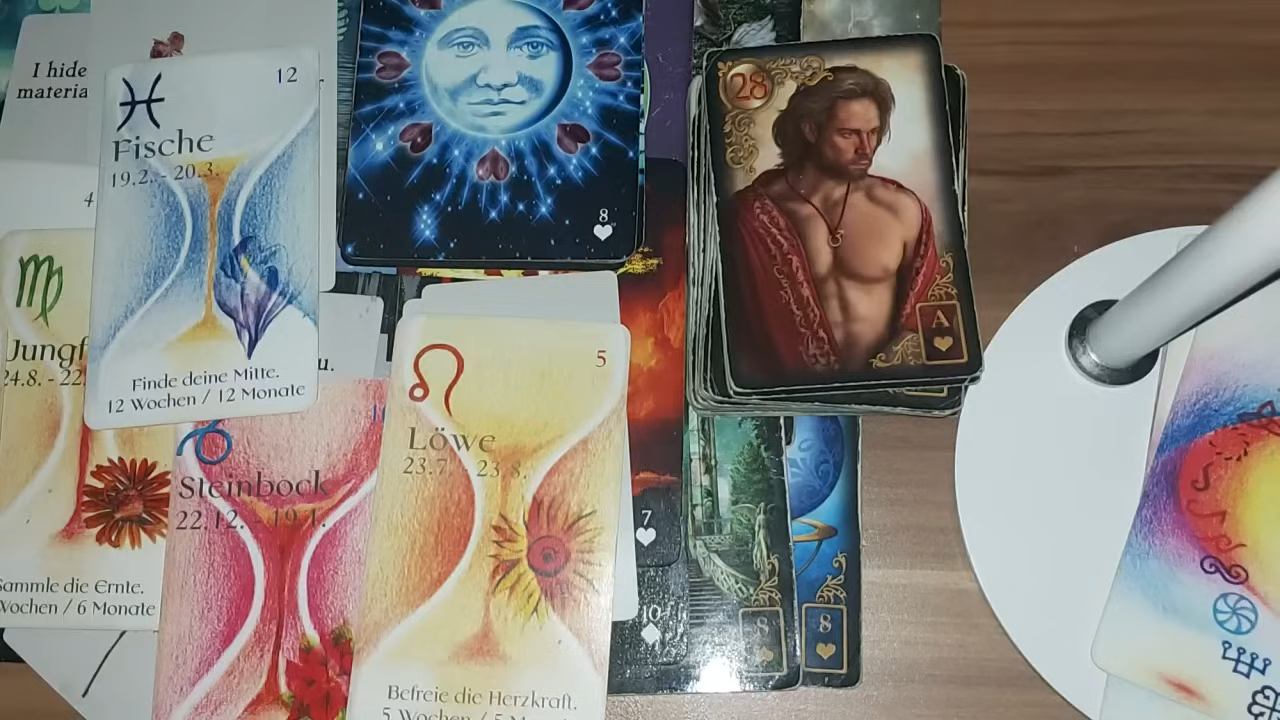 I hide
materia
12
Fische
19.2. - 20.3.
Finde deine Mitte.
12 Wochen / 12 Monate
4
Jungf
24.8. - 22
Sammle die Ernte.
Wochen / 6 Monate
u.
Steinbock
22.12. - 19.1.
5
Löwe
23.7 23.8.
Befreie die Herzkraft.
8
28
A
7
10
8
8